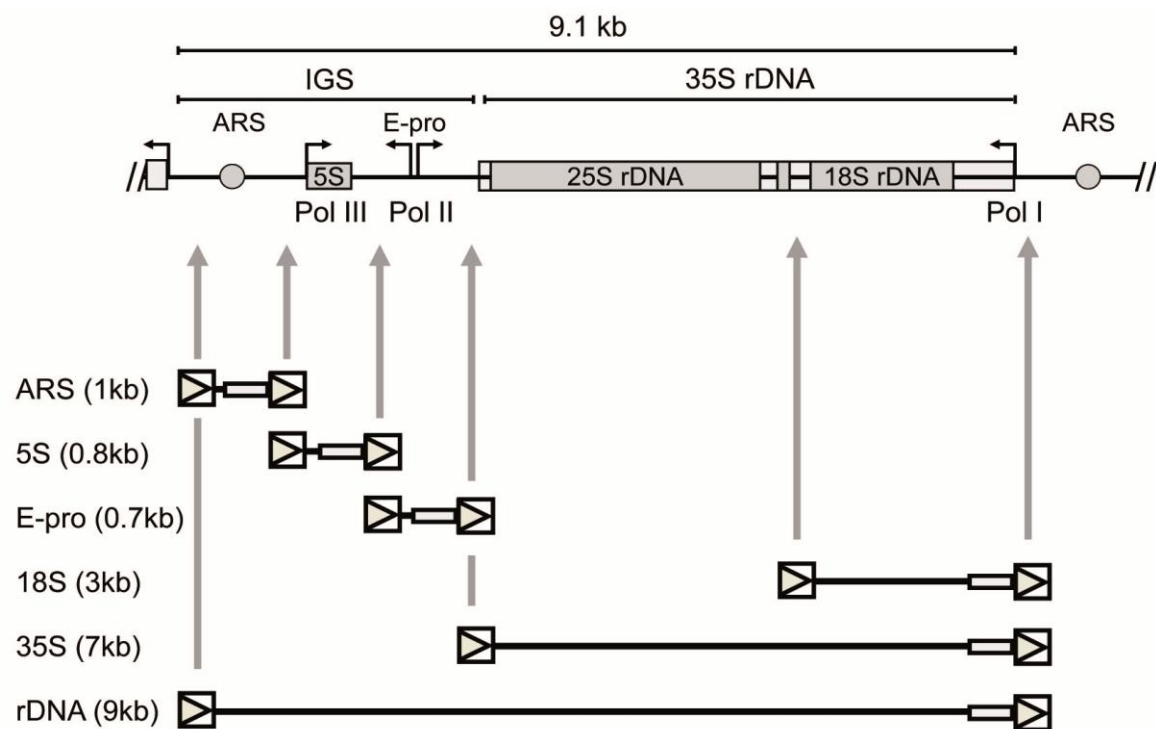 9.1 kb
IGS 35S rDNA
ARS E-pro ARS
5S 25S rDNA 18S rDNA
Pol III Pol II Pol I
ARS (1kb)
5S (0.8kb)
E-pro (0.7kb)
18S (3kb)
35S (7kb)
rDNA (9kb)